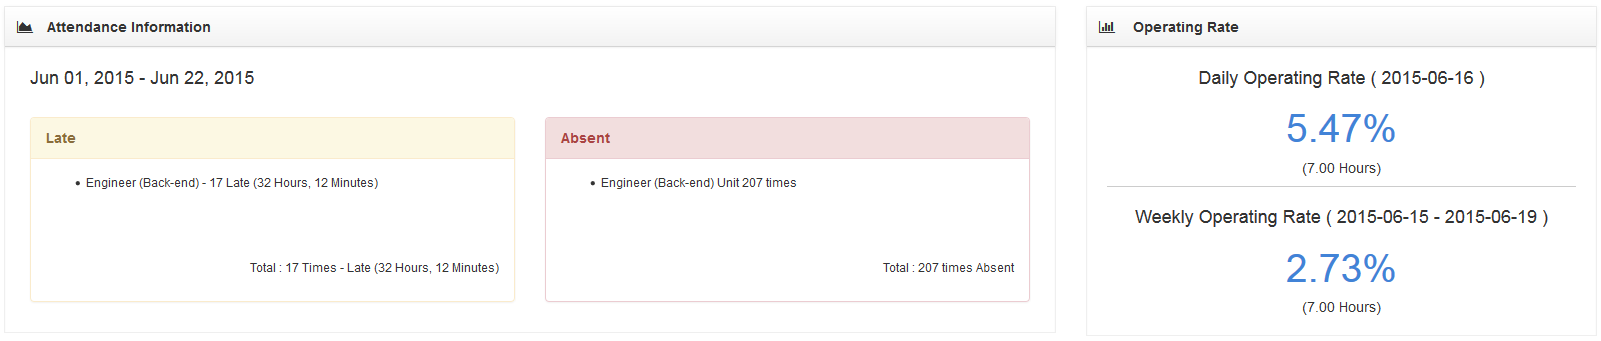 Attendance Information
Jun 01, 2015 - Jun 22, 2015
Late
Engineer (Back-end) - 17 Late (32 Hours, 12 Minutes)
Total : 17 Times - Late (32 Hours, 12 Minutes)
Absent
Engineer (Back-end) Unit 207 times
Total : 207 times Absent
Operating Rate
Daily Operating Rate ( 2015-06-16 )
5.47%
(7.00 Hours)
Weekly Operating Rate ( 2015-06-15 - 2015-06-19 )
2.73%
(7.00 Hours)